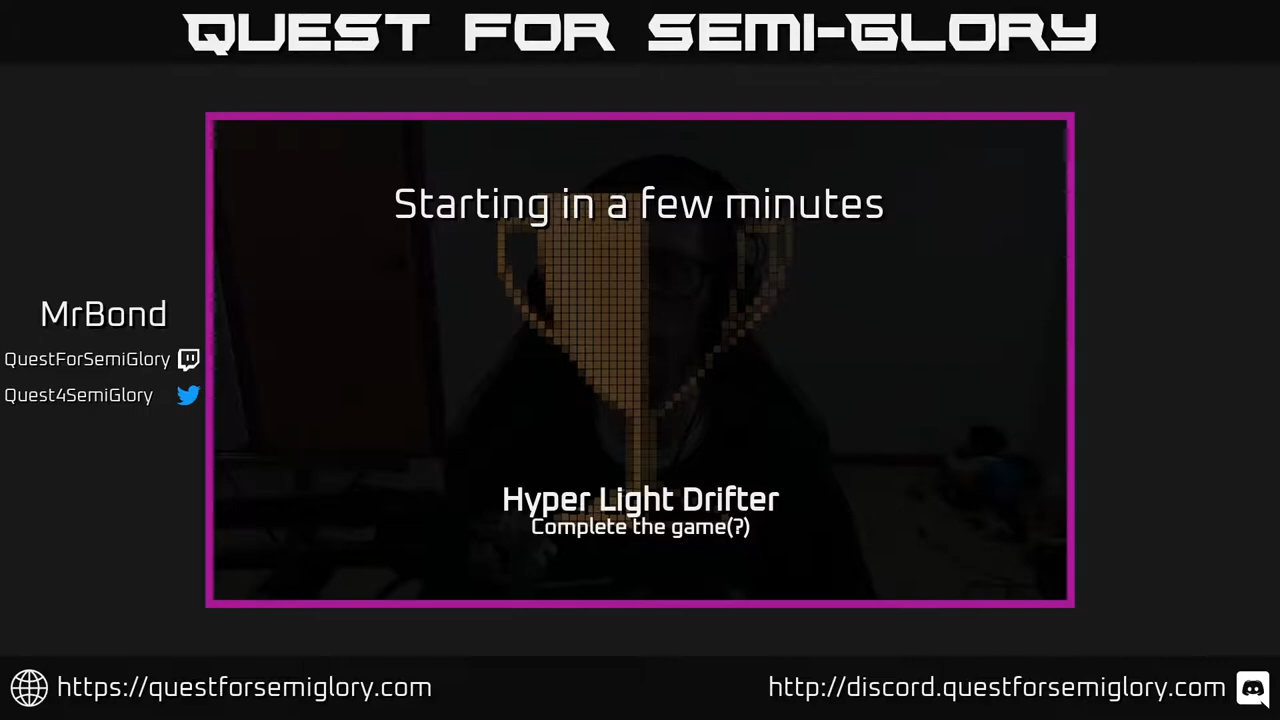 QUEST FOR SEMI-GLORY
Starting in a few minutes
MrBond
QuestForSemiGlory
Quest4SemiGlory
Hyper Light Drifter
Complete the game(?)
https://questforsemiglory.com
http://discord.questforsemiglory.com